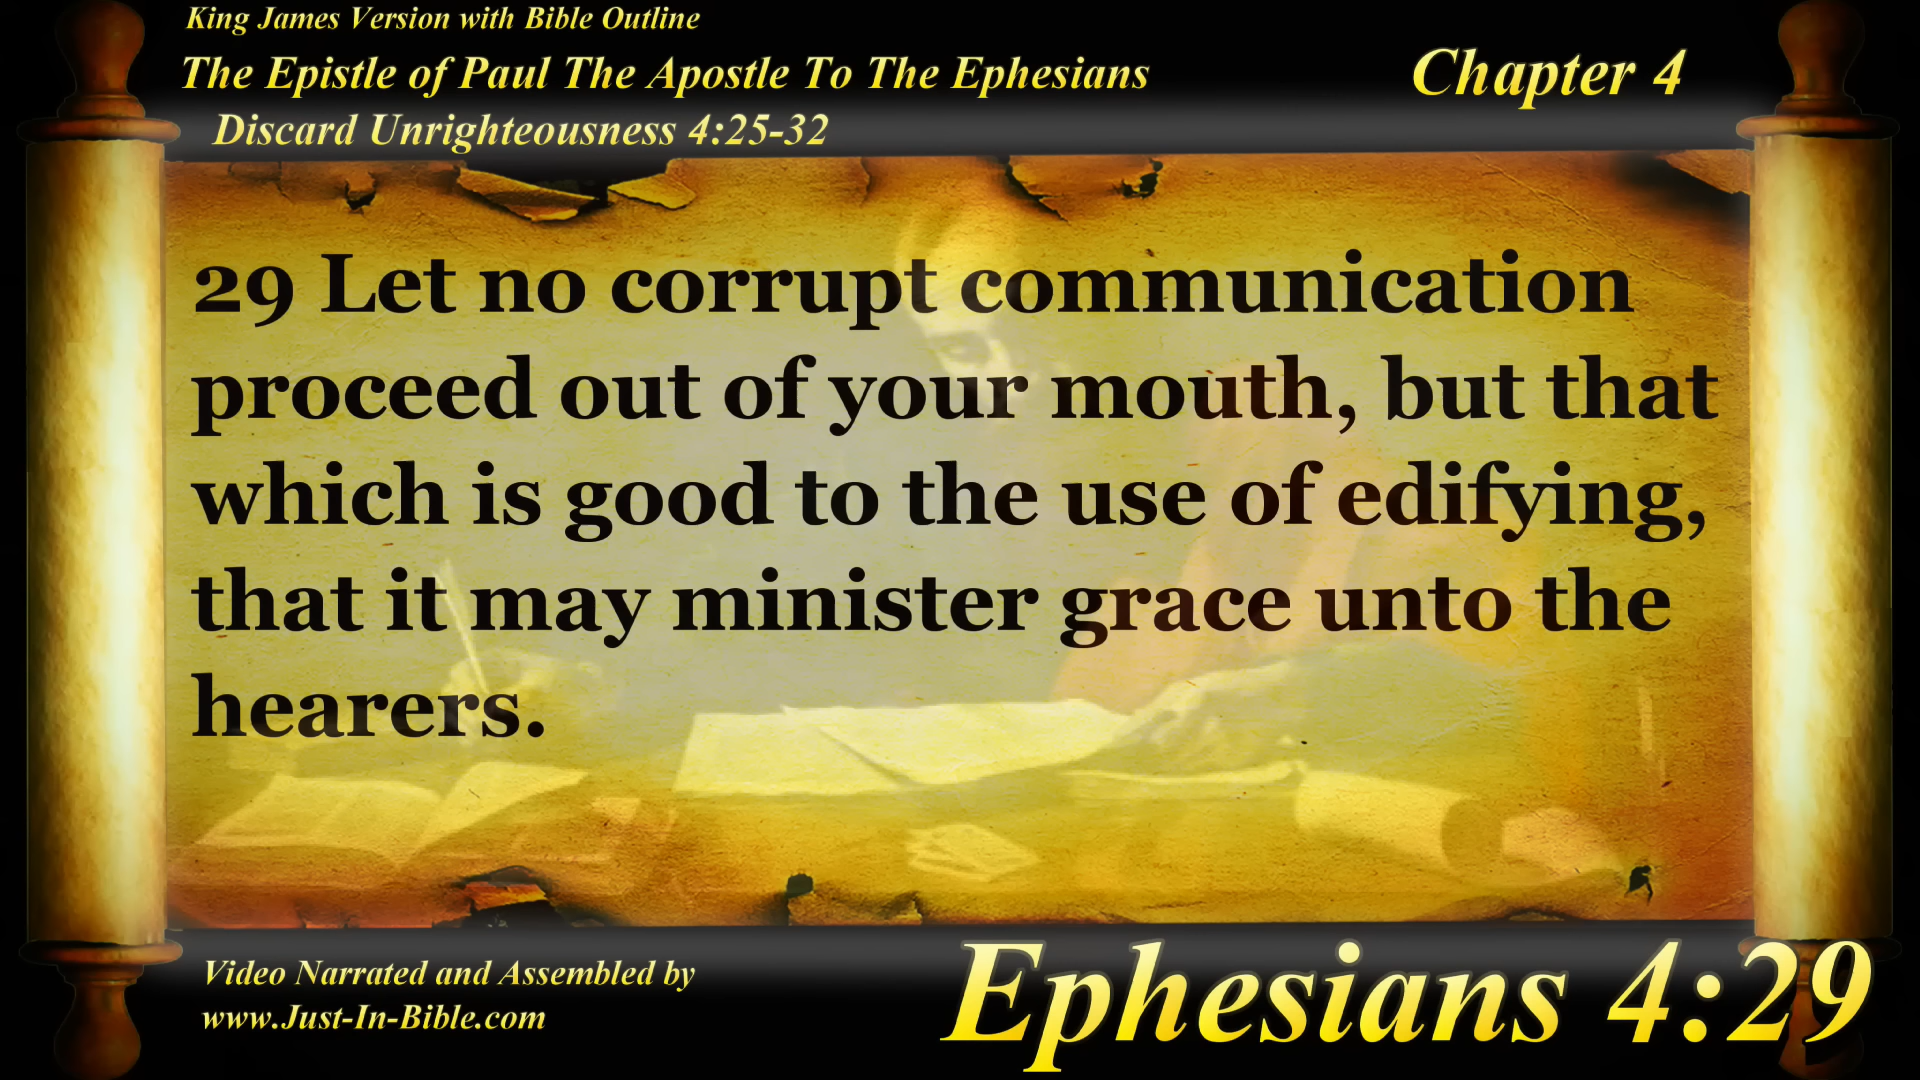 King James Version with Bible Outline
The Epistle of Paul The Apostle To The Ephesians
Chapter 4
Discard Unrighteousness 4:25-32
29 Let no corrupt communication
proceed out of your mouth, but that
which is good to the use of edifying,
that it may minister grace unto the
hearers.
Video Narrated and Assembled by
www.Just-In-Bible.com
Ephesians 4:29